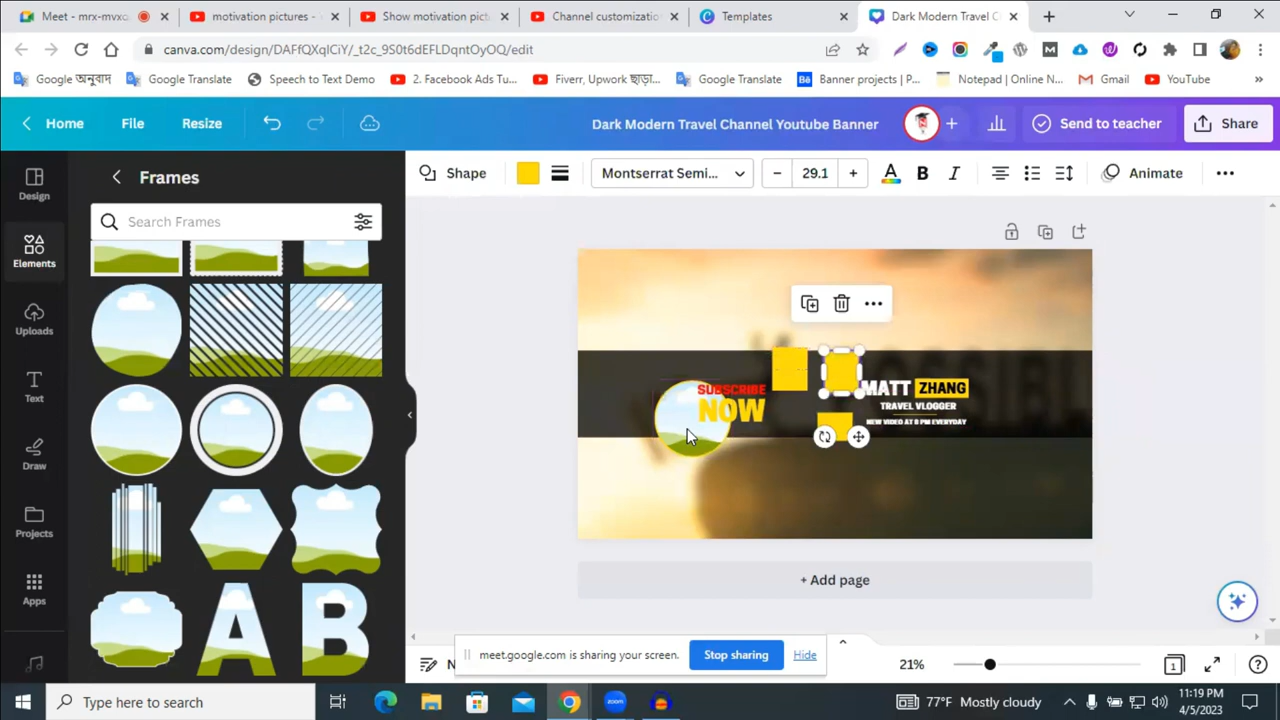 Meet - mrx-mvxo
motivation pictures -
Show motivation pict
Channel customizatio
Templates
Dark Modern Travel C
canva.com/design/DAFfQXqlCiY/_t2c_9S0t6dEFLDqntOyOQ/edit
Google অনুবাদ
Google Translate
Speech to Text Demo
2. Facebook Ads Tu...
Fiverr, Upwork ছাড়া...
Google Translate
Banner projects | P...
Notepad | Online N...
Gmail
YouTube
Home
File
Resize
Dark Modern Travel Channel Youtube Banner
Send to teacher
Share
Design
Elements
Uploads
Text
Draw
Projects
Apps
Frames
Search Frames
A B
Shape
Montserrat Semi...
29.1
A
B
I
Animate
SUBSCRIBE
NOW
MATT ZHANG
TRAVEL VLOGGER
NEW VIDEO AT 8 PM EVERYDAY
+ Add page
meet.google.com is sharing your screen.
Stop sharing
Hide
N
21%
1
Type here to search
77°F Mostly cloudy
11:19 PM
4/5/2023